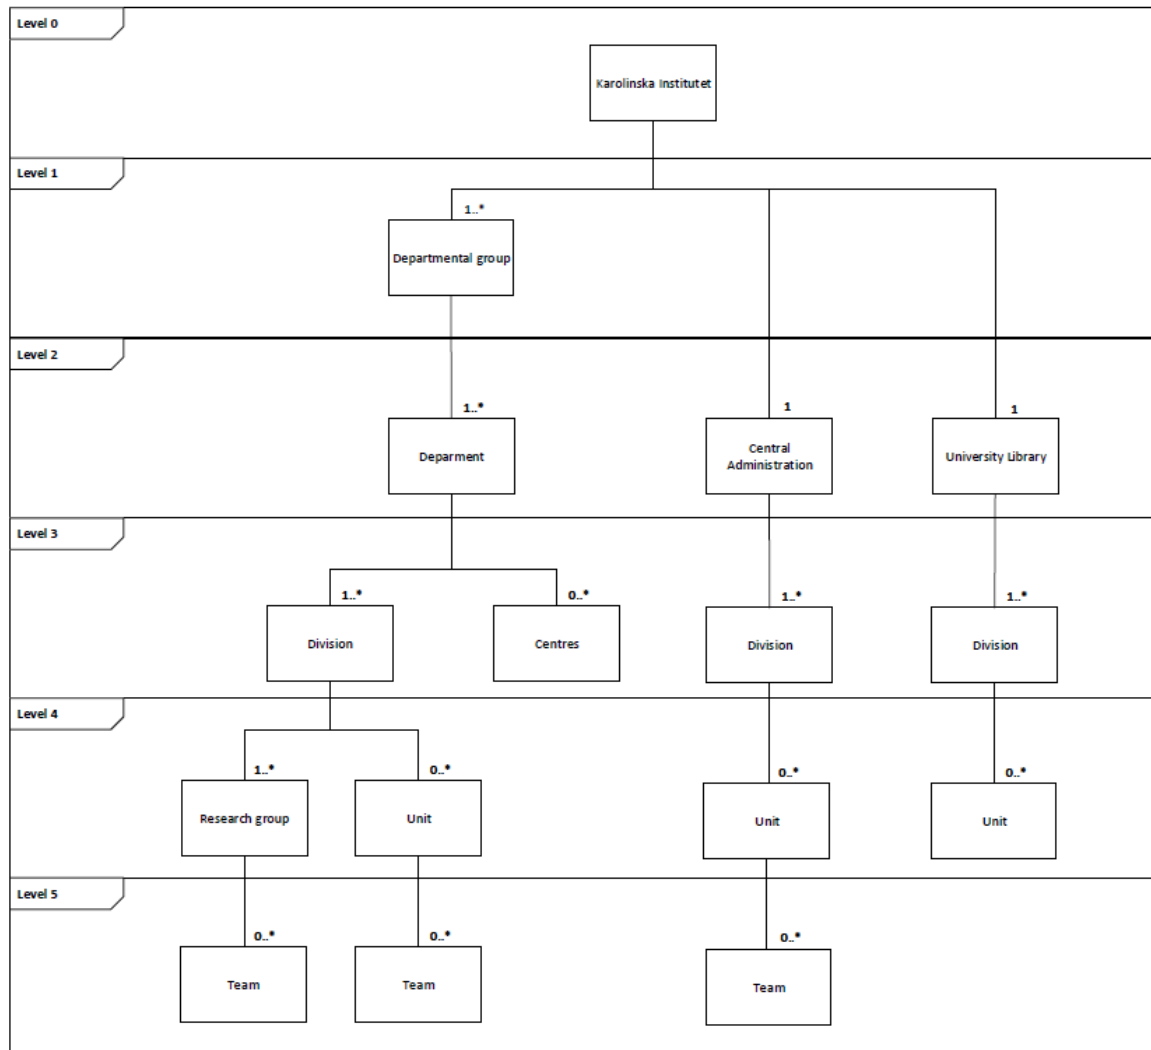 Level 0
Karolinska Institutet
Level 1
1..*
Departmental group
Level 2
1..*
1
1
Deparment
Central
Administration
University Library
Level 3
1..*
0..*
1..*
1..*
Division
Centres
Division
Division
Level 4
1..*
0..*
0..*
0..*
Research group
Unit
Unit
Unit
Level 5
0..*
0..*
0..*
Team
Team
Team